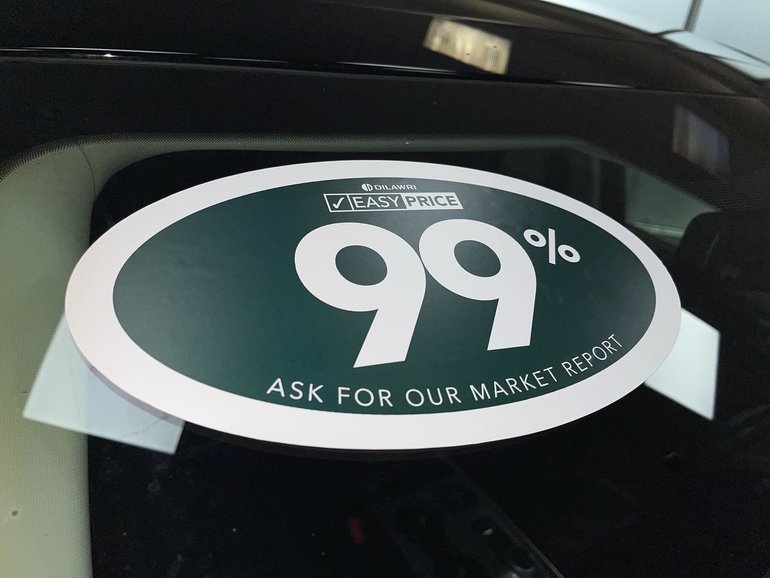 DILAWRI
EASY PRICE
99%
ASK FOR OUR MARKET REPORT